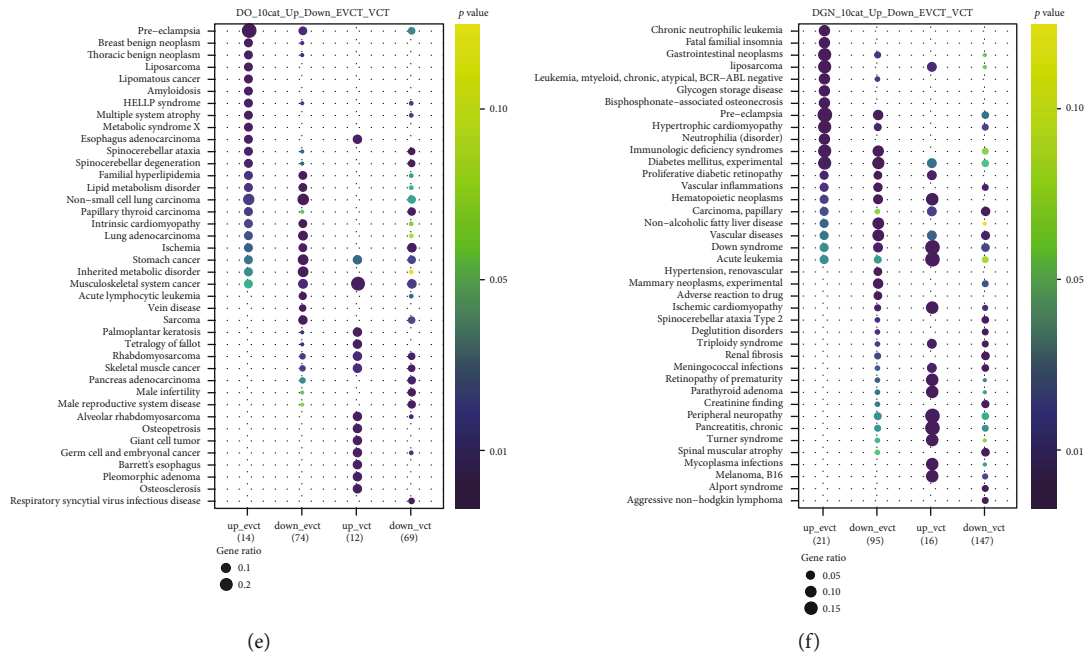 DO_10cat_Up_Down_EVCT_VCT
Pre−eclampsia
Breast benign neoplasm
Thoracic benign neoplasm
Liposarcoma
Lipomatous cancer
Amyloidosis
HELLP syndrome
Multiple system atrophy
Metabolic syndrome X
Esophagus adenocarcinoma
Spinocerebellar ataxia
Spinocerebellar degeneration
Familial hyperlipidemia
Lipid metabolism disorder
Non−small cell lung carcinoma
Papillary thyroid carcinoma
Intrinsic cardiomyopathy
Lung adenocarcinoma
Ischemia
Stomach cancer
Inherited metabolic disorder
Musculoskeletal system cancer
Acute lymphocytic leukemia
Vein disease
Sarcoma
Palmoplantar keratosis
Tetralogy of fallot
Rhabdomyosarcoma
Skeletal muscle cancer
Pancreas adenocarcinoma
Male infertility
Male reproductive system disease
Alveolar rhabdomyosarcoma
Osteopetrosis
Giant cell tumor
Germ cell and embryonal cancer
Barrett's esophagus
Pleomorphic adenoma
Osteosclerosis
Respiratory syncytial virus infectious disease
up_evct down_evct up_vct down_vct
(14) (74) (12) (69)
Gene ratio
0.1
0.2
p value
0.10
0.05
0.01
(e)
DGN_10cat_Up_Down_EVCT_VCT
Chronic neutrophilic leukemia
Fatal familial insomnia
Gastrointestinal neoplasms
liposarcoma
Leukemia, mtyeloid, chronic, atypical, BCR−ABL negative
Glycogen storage disease
Bisphosphonate−associated osteonecrosis
Pre−eclampsia
Hypertrophic cardiomyopathy
Neutrophilia (disorder)
Immunologic deficiency syndromes
Diabetes mellitus, experimental
Proliferative diabetic retinopathy
Vascular inflammations
Hematopoietic neoplasms
Carcinoma, papillary
Non−alcoholic fatty liver disease
Vascular diseases
Down syndrome
Acute leukemia
Hypertension, renovascular
Mammary neoplasms, experimental
Adverse reaction to drug
Ischemic cardiomyopathy
Spinocerebellar ataxia Type 2
Deglutition disorders
Triploidy syndrome
Renal fibrosis
Meningococcal infections
Retinopathy of prematurity
Parathyroid adenoma
Creatinine finding
Peripheral neuropathy
Pancreatitis, chronic
Turner syndrome
Spinal muscular atrophy
Mycoplasma infections
Melanoma, B16
Alport syndrome
Aggressive non−hodgkin lymphoma
up_evct down_evct up_vct down_vct
(21) (95) (16) (147)
Gene ratio
0.05
0.10
0.15
p value
0.10
0.05
0.01
(f)